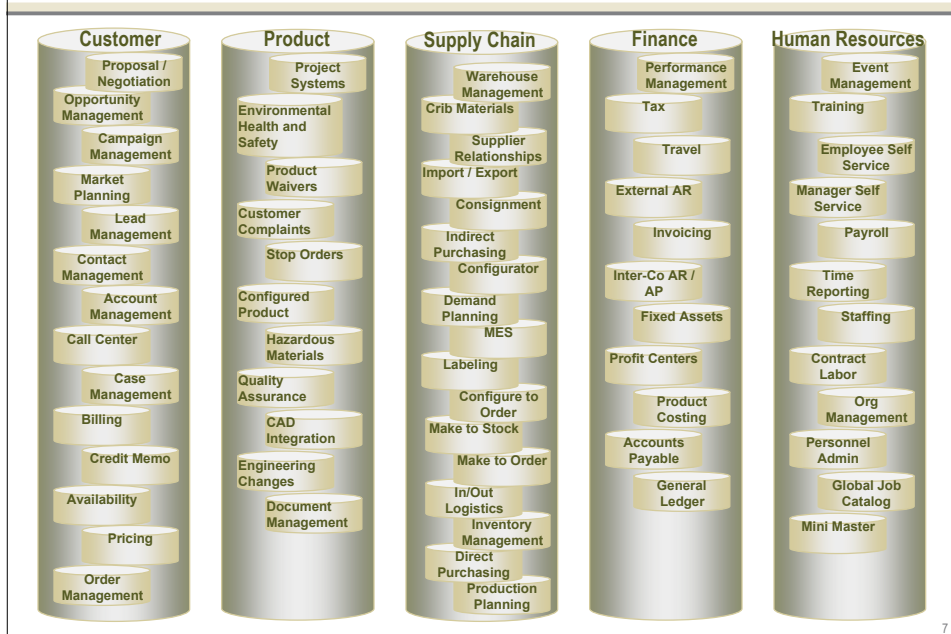 Customer
Proposal /
Negotiation
Opportunity
Management
Campaign
Management
Market
Planning
Lead
Management
Contact
Management
Account
Management
Call Center
Case
Management
Billing
Credit Memo
Availability
Pricing
Order
Management
Product
Project
Systems
Environmental
Health and
Safety
Product
Waivers
Customer
Complaints
Stop Orders
Configured
Product
Hazardous
Materials
Quality
Assurance
CAD
Integration
Engineering
Changes
Document
Management
Supply Chain
Warehouse
Management
Crib Materials
Supplier
Relationships
Import / Export
Consignment
Indirect
Purchasing
Configurator
Demand
Planning
MES
Labeling
Configure to
Order
Make to Stock
Make to Order
In/Out
Logistics
Inventory
Management
Direct
Purchasing
Production
Planning
Finance
Performance
Management
Tax
Travel
External AR
Invoicing
Inter-Co AR /
AP
Fixed Assets
Profit Centers
Product
Costing
Accounts
Payable
General
Ledger
Human Resources
Event
Management
Training
Employee Self
Service
Manager Self
Service
Payroll
Time
Reporting
Staffing
Contract
Labor
Org
Management
Personnel
Admin
Global Job
Catalog
Mini Master
7